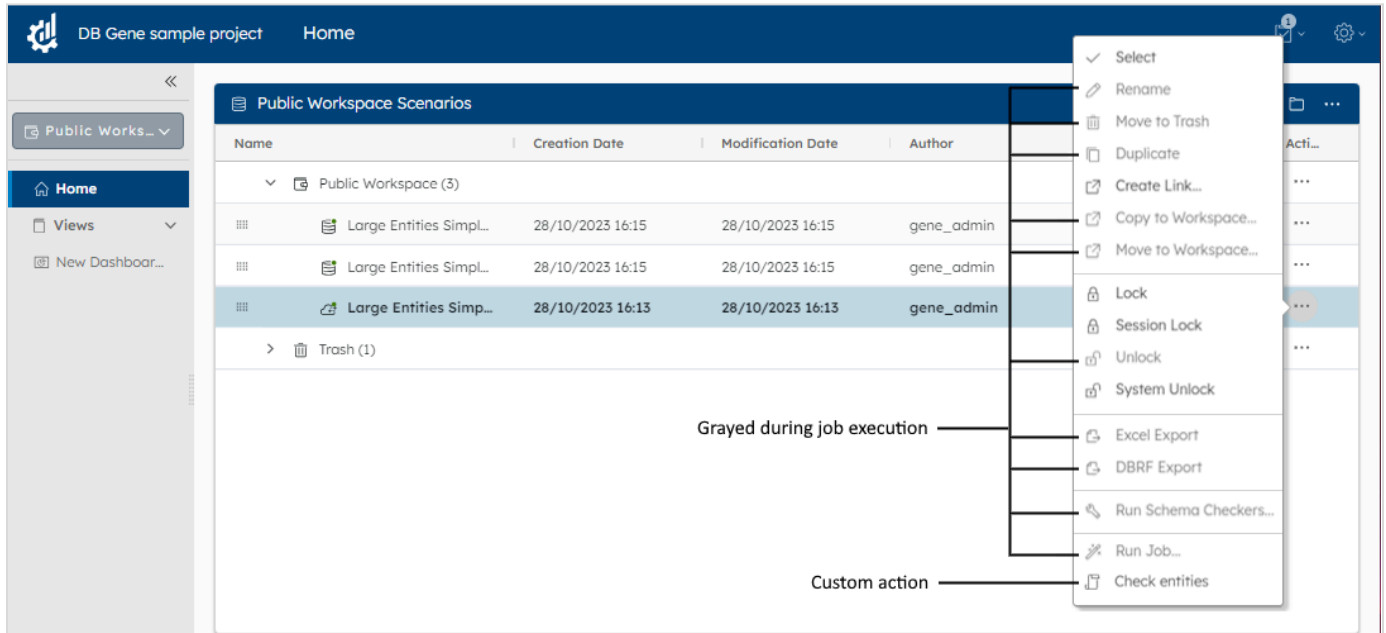 DB Gene sample project Home 1
Public Workspace Scenarios
Public Works...
Name Creation Date Modification Date Author Acti...
Home
Public Workspace (3)
Views
Large Entities Simpl... 28/10/2023 16:15 28/10/2023 16:15 gene_admin
New Dashboar...
Large Entities Simpl... 28/10/2023 16:15 28/10/2023 16:15 gene_admin
Large Entities Simp... 28/10/2023 16:13 28/10/2023 16:13 gene_admin
Trash (1)
Select
Rename
Move to Trash
Duplicate
Create Link...
Copy to Workspace...
Move to Workspace...
Lock
Session Lock
Unlock
System Unlock
Excel Export
DBRF Export
Run Schema Checkers...
Run Job...
Check entities
Grayed during job execution
Custom action